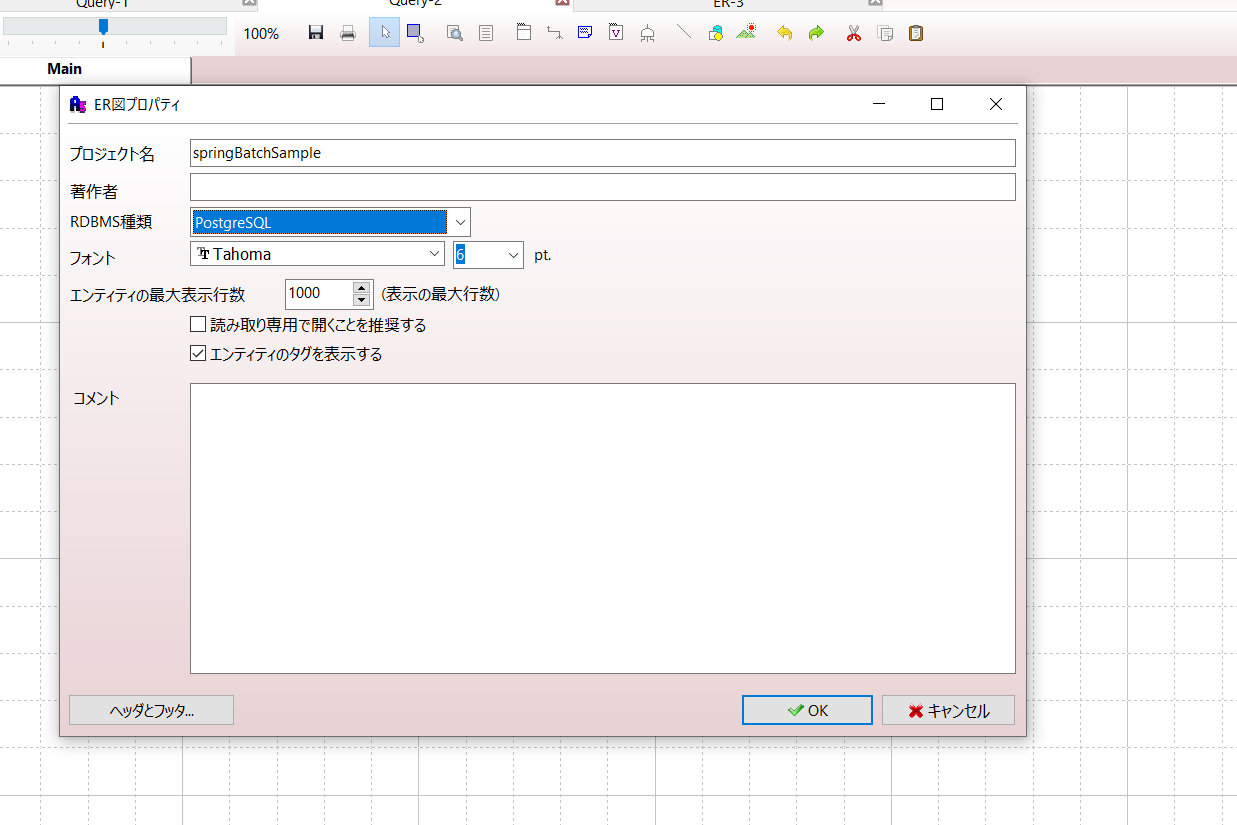 Query-1
Query-2
ER-3
100%
Main
ER図プロパティ
プロジェクト名
springBatchSample
著作者
RDBMS種類
PostgreSQL
フォント
Tahoma
6
pt.
エンティティの最大表示行数
1000
(表示の最大行数)
読み取り専用で開くことを推奨する
エンティティのタグを表示する
コメント
ヘッダとフッタ...
OK
キャンセル